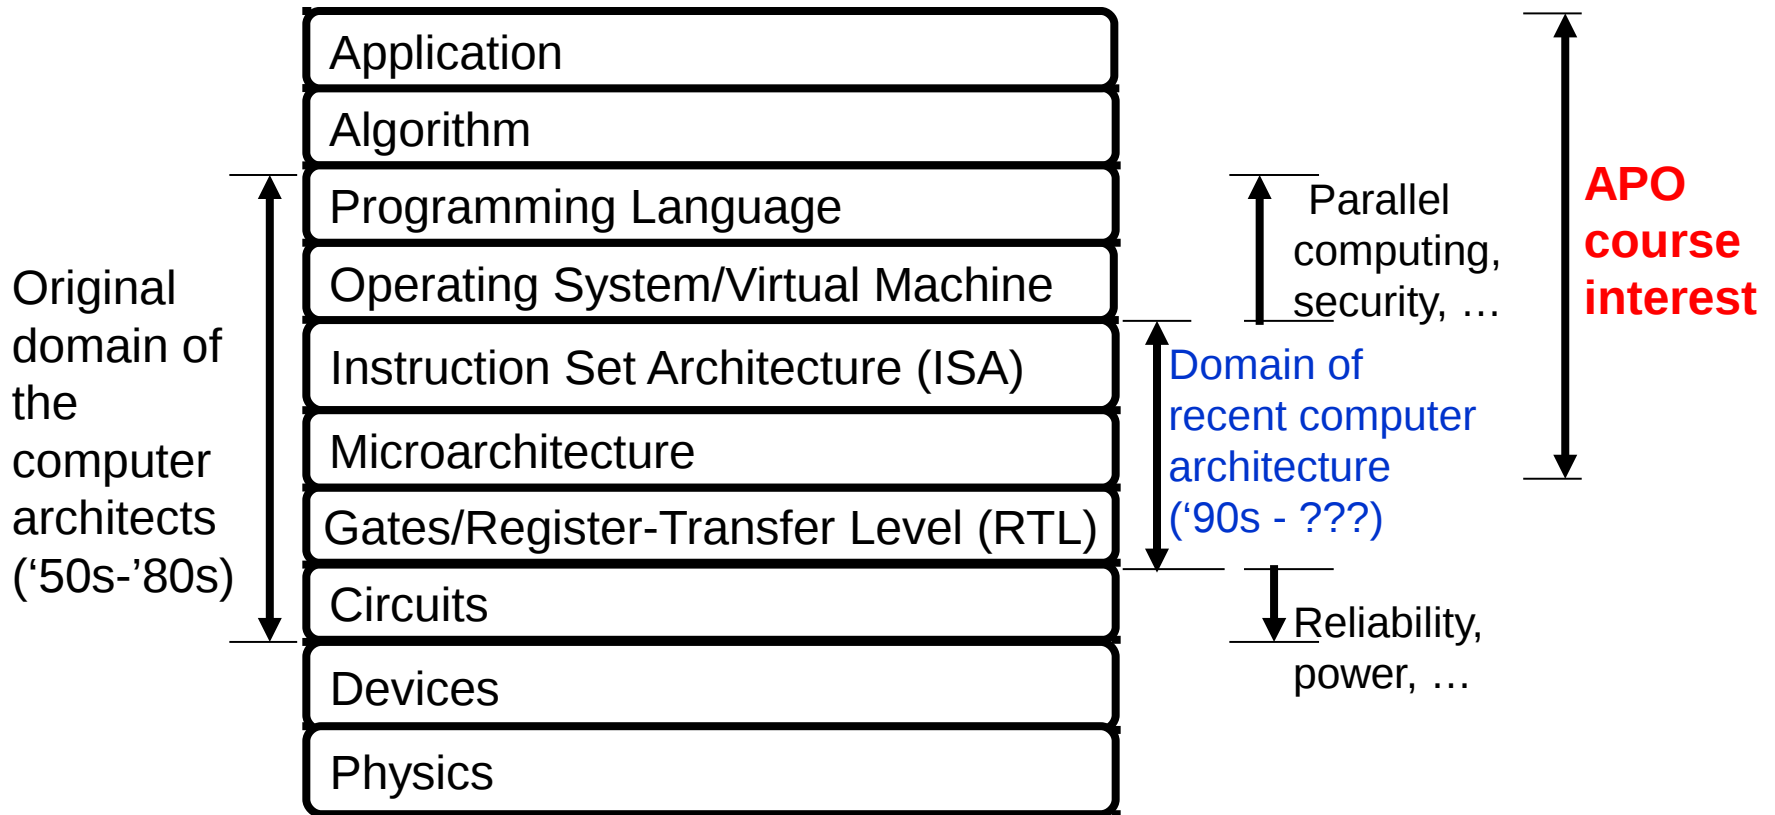 Application
Algorithm
Programming Language
Operating System/Virtual Machine
Instruction Set Architecture (ISA)
Microarchitecture
Gates/Register-Transfer Level (RTL)
Circuits
Devices
Physics
Original
domain of
the
computer
architects
(‘50s-’80s)
Parallel
computing,
security, …
Domain of
recent computer
architecture
(‘90s - ???)
Reliability,
power, …
APO
course
interest